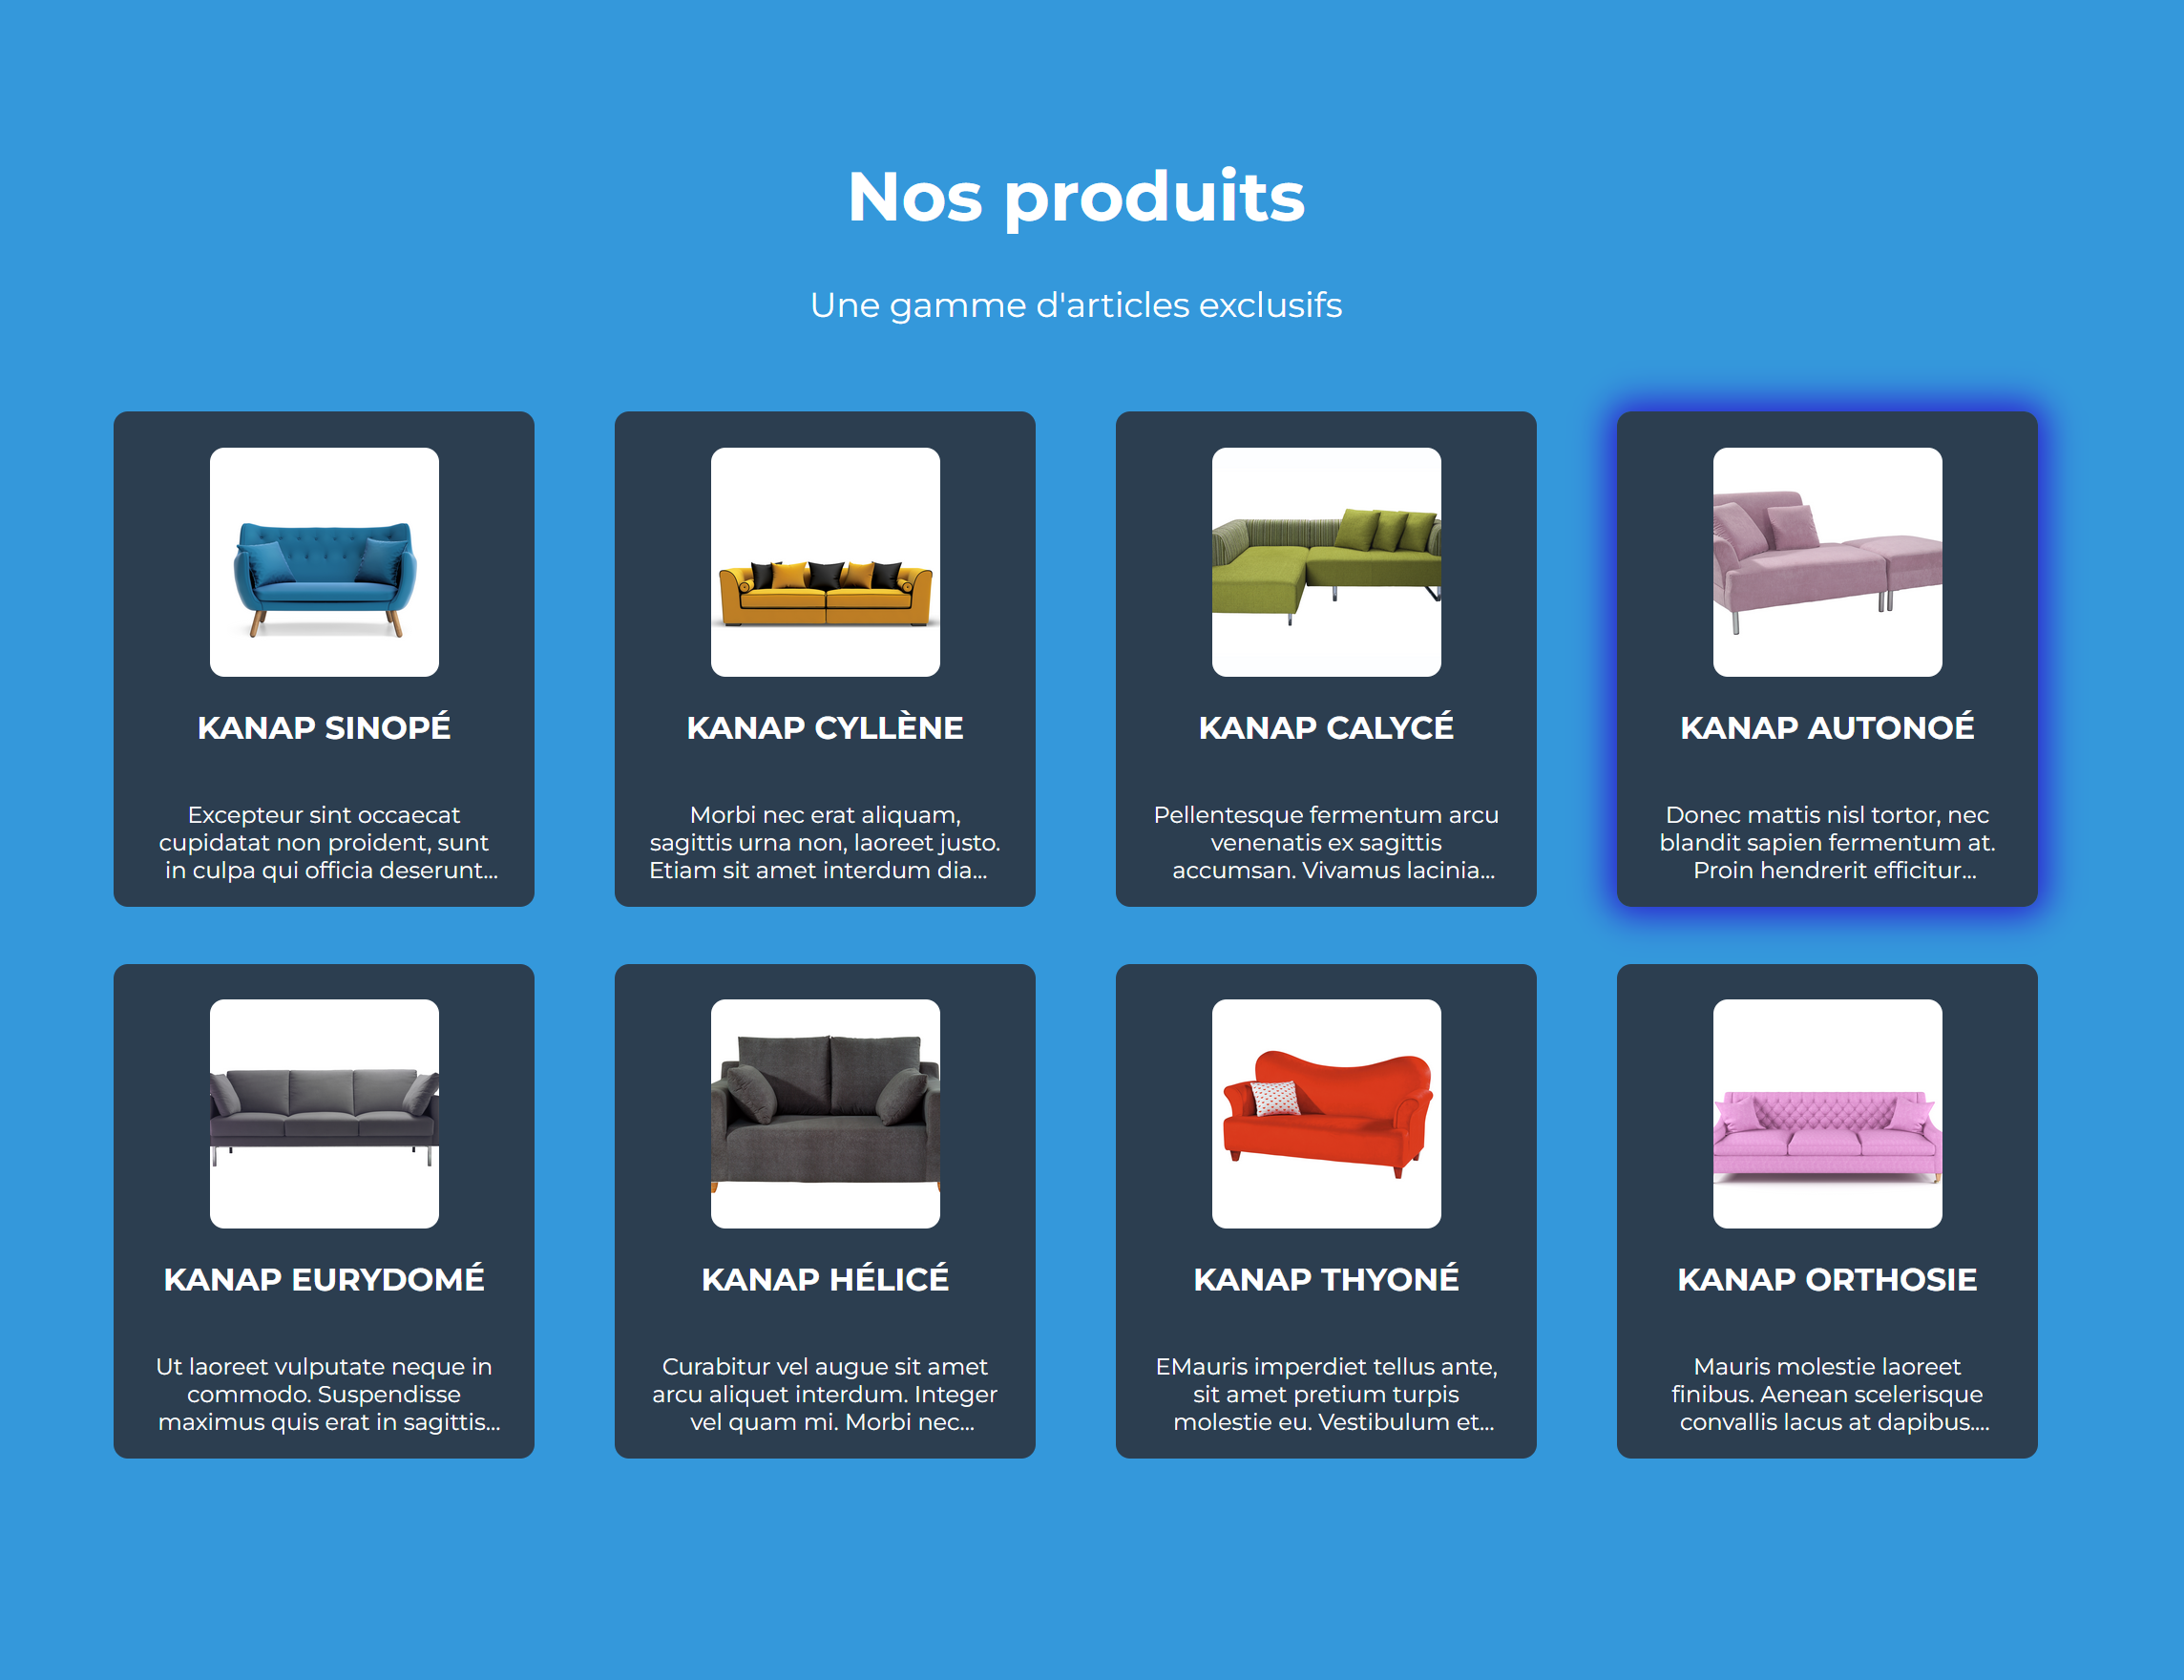 Nos produits
Une gamme d'articles exclusifs
KANAP SINOPÉ
Excepteur sint occaecat
cupidatat non proident, sunt
in culpa qui officia deserunt...
KANAP CYLLÈNE
Morbi nec erat aliquam,
sagittis urna non, laoreet justo.
Etiam sit amet interdum dia...
KANAP CALYCÉ
Pellentesque fermentum arcu
venenatis ex sagittis
accumsan. Vivamus lacinia...
KANAP AUTONOÉ
Donec mattis nisl tortor, nec
blandit sapien fermentum at.
Proin hendrerit efficitur...
KANAP EURYDOMÉ
Ut laoreet vulputate neque in
commodo. Suspendisse
maximus quis erat in sagittis...
KANAP HÉLICÉ
Curabitur vel augue sit amet
arcu aliquet interdum. Integer
vel quam mi. Morbi nec...
KANAP THYONÉ
EMauris imperdiet tellus ante,
sit amet pretium turpis
molestie eu. Vestibulum et...
KANAP ORTHOSIE
Mauris molestie laoreet
finibus. Aenean scelerisque
convallis lacus at dapibus....